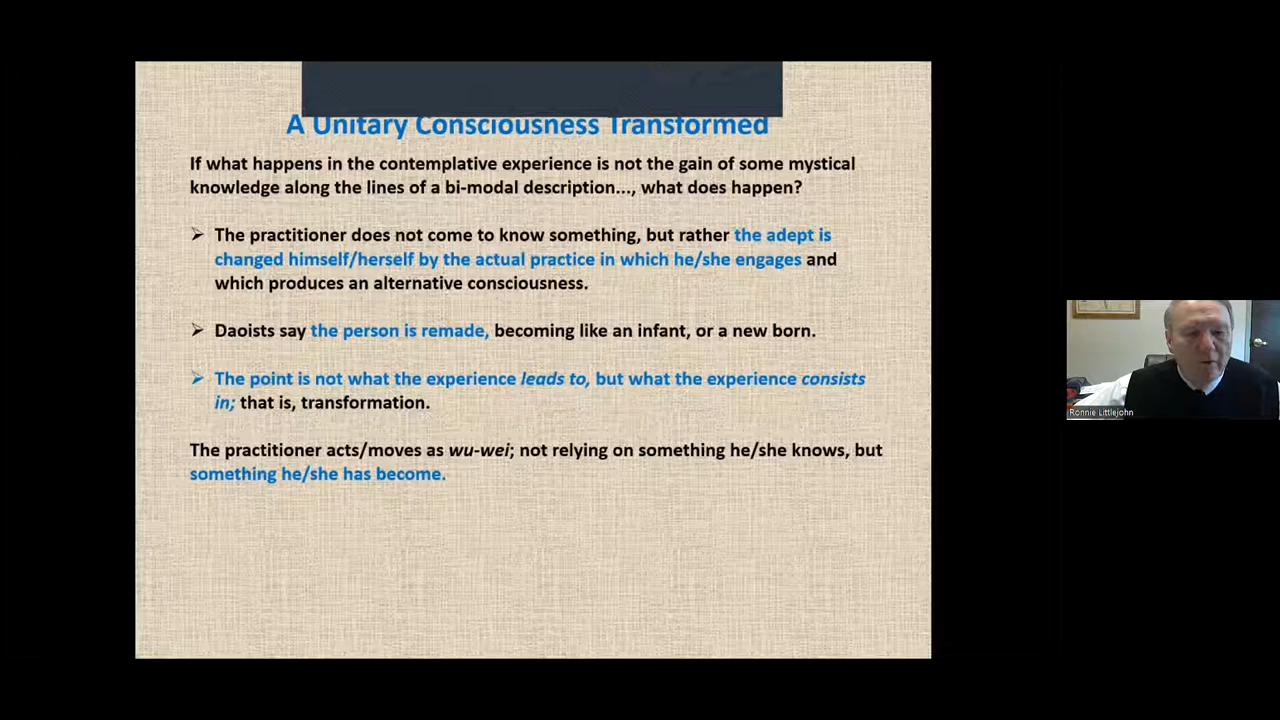 A Unitary Consciousness Transformed
If what happens in the contemplative experience is not the gain of some mystical
knowledge along the lines of a bi-modal description..., what does happen?
➢ The practitioner does not come to know something, but rather the adept is
changed himself/herself by the actual practice in which he/she engages and
which produces an alternative consciousness.
➢ Daoists say the person is remade, becoming like an infant, or a new born.
➢ The point is not what the experience leads to, but what the experience consists
in; that is, transformation.
The practitioner acts/moves as wu-wei; not relying on something he/she knows, but
something he/she has become.
Ronnie Littlejohn